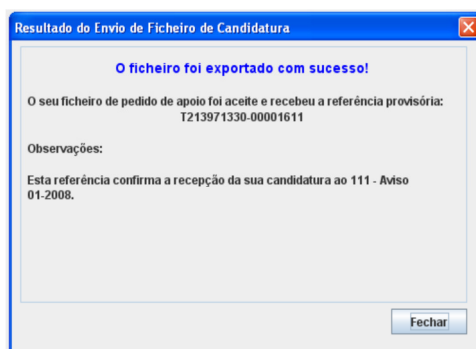 Resultado do Envio de Ficheiro de Candidatura
O ficheiro foi exportado com sucesso!
O seu ficheiro de pedido de apoio foi aceite e recebeu a referência provisória:
T213971330-00001611
Observações:
Esta referência confirma a recepção da sua candidatura ao 111 - Aviso
01-2008.
Fechar